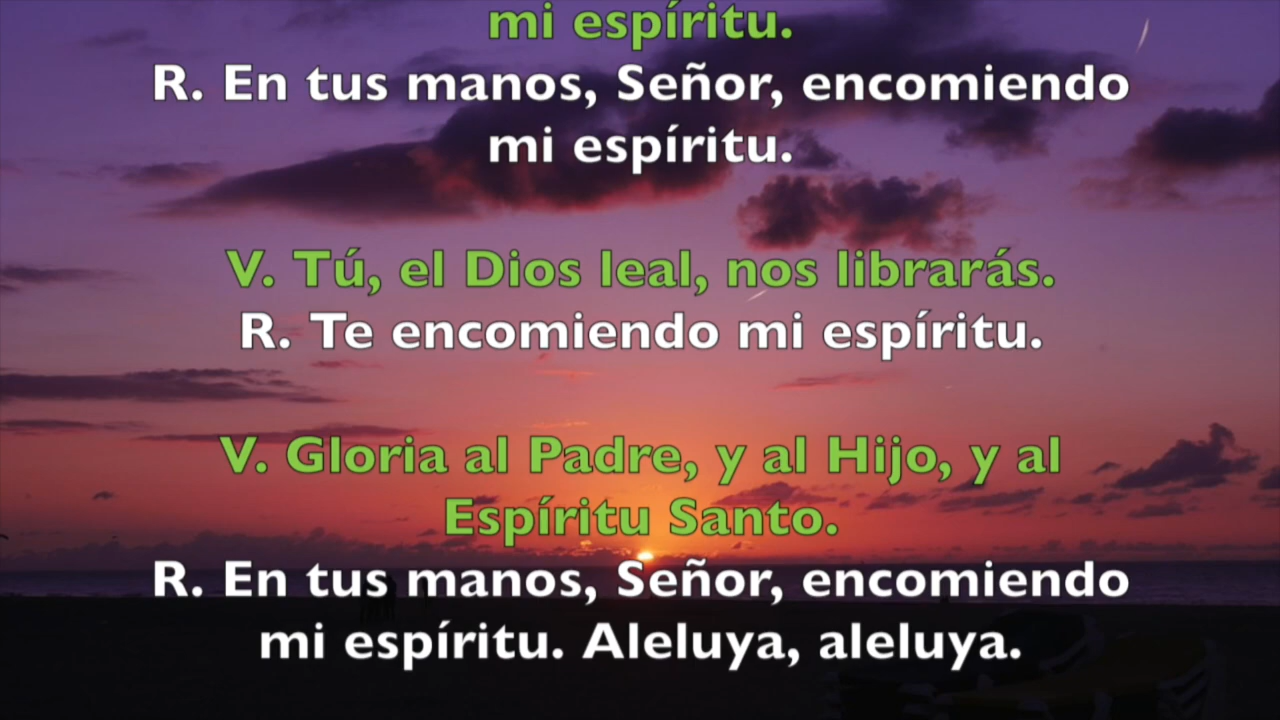 mi espíritu.
R. En tus manos, Señor, encomiendo
mi espíritu.
V. Tú, el Dios leal, nos librarás.
R. Te encomiendo mi espíritu.
V. Gloria al Padre, y al Hijo, y al
Espíritu Santo.
R. En tus manos, Señor, encomiendo
mi espíritu. Aleluya, aleluya.